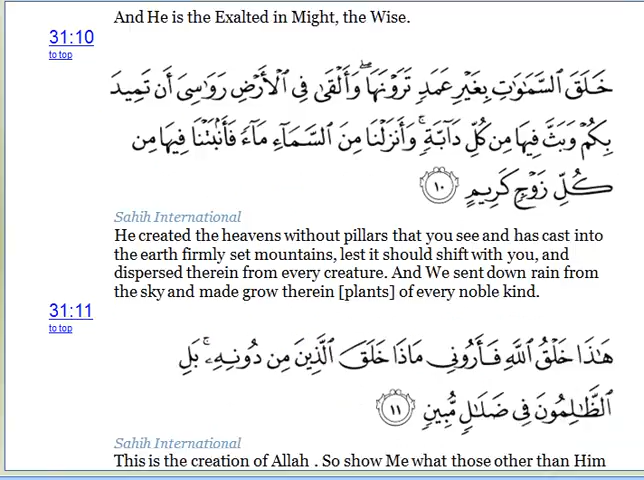 And He is the Exalted in Might, the Wise.
31:10
to top
خَلَقَ ٱلسَّمَٰوَٰتِ بِغَيْرِ عَمَدٍ تَرَوْنَهَا ۖ وَأَلْقَىٰ فِى ٱلْأَرْضِ رَوَٰسِىَ أَن تَمِيدَ
بِكُمْ وَبَثَّ فِيهَا مِن كُلِّ دَآبَّةٍ ۚ وَأَنزَلْنَا مِنَ ٱلسَّمَآءِ مَآءً فَأَنۢبَتْنَا فِيهَا مِن
كُلِّ زَوْجٍ كَرِيمٍ ١٠
Sahih International
He created the heavens without pillars that you see and has cast into
the earth firmly set mountains, lest it should shift with you, and
dispersed therein from every creature. And We sent down rain from
the sky and made grow therein [plants] of every noble kind.
31:11
to top
هَٰذَا خَلْقُ ٱللَّهِ فَأَرُونِى مَاذَا خَلَقَ ٱلَّذِينَ مِن دُونِهِۦ ۚ بَلِ
ٱلظَّٰلِمُونَ فِى ضَلَٰلٍ مُّبِينٍ ١١
Sahih International
This is the creation of Allah . So show Me what those other than Him